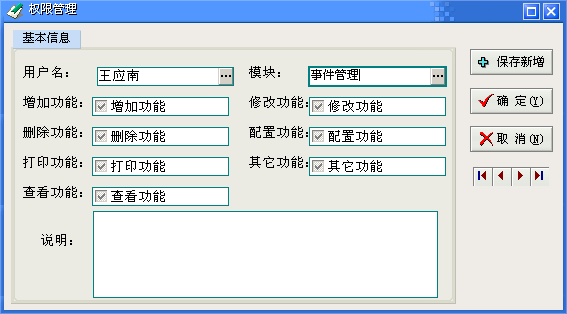 权限管理
基本信息
用户名： 王应南 ... 模块： 事件管理 ...
增加功能： 增加功能 修改功能： 修改功能
删除功能： 删除功能 配置功能： 配置功能
打印功能： 打印功能 其它功能： 其它功能
查看功能： 查看功能
说明：
保存新增
确 定(Y)
取 消(N)